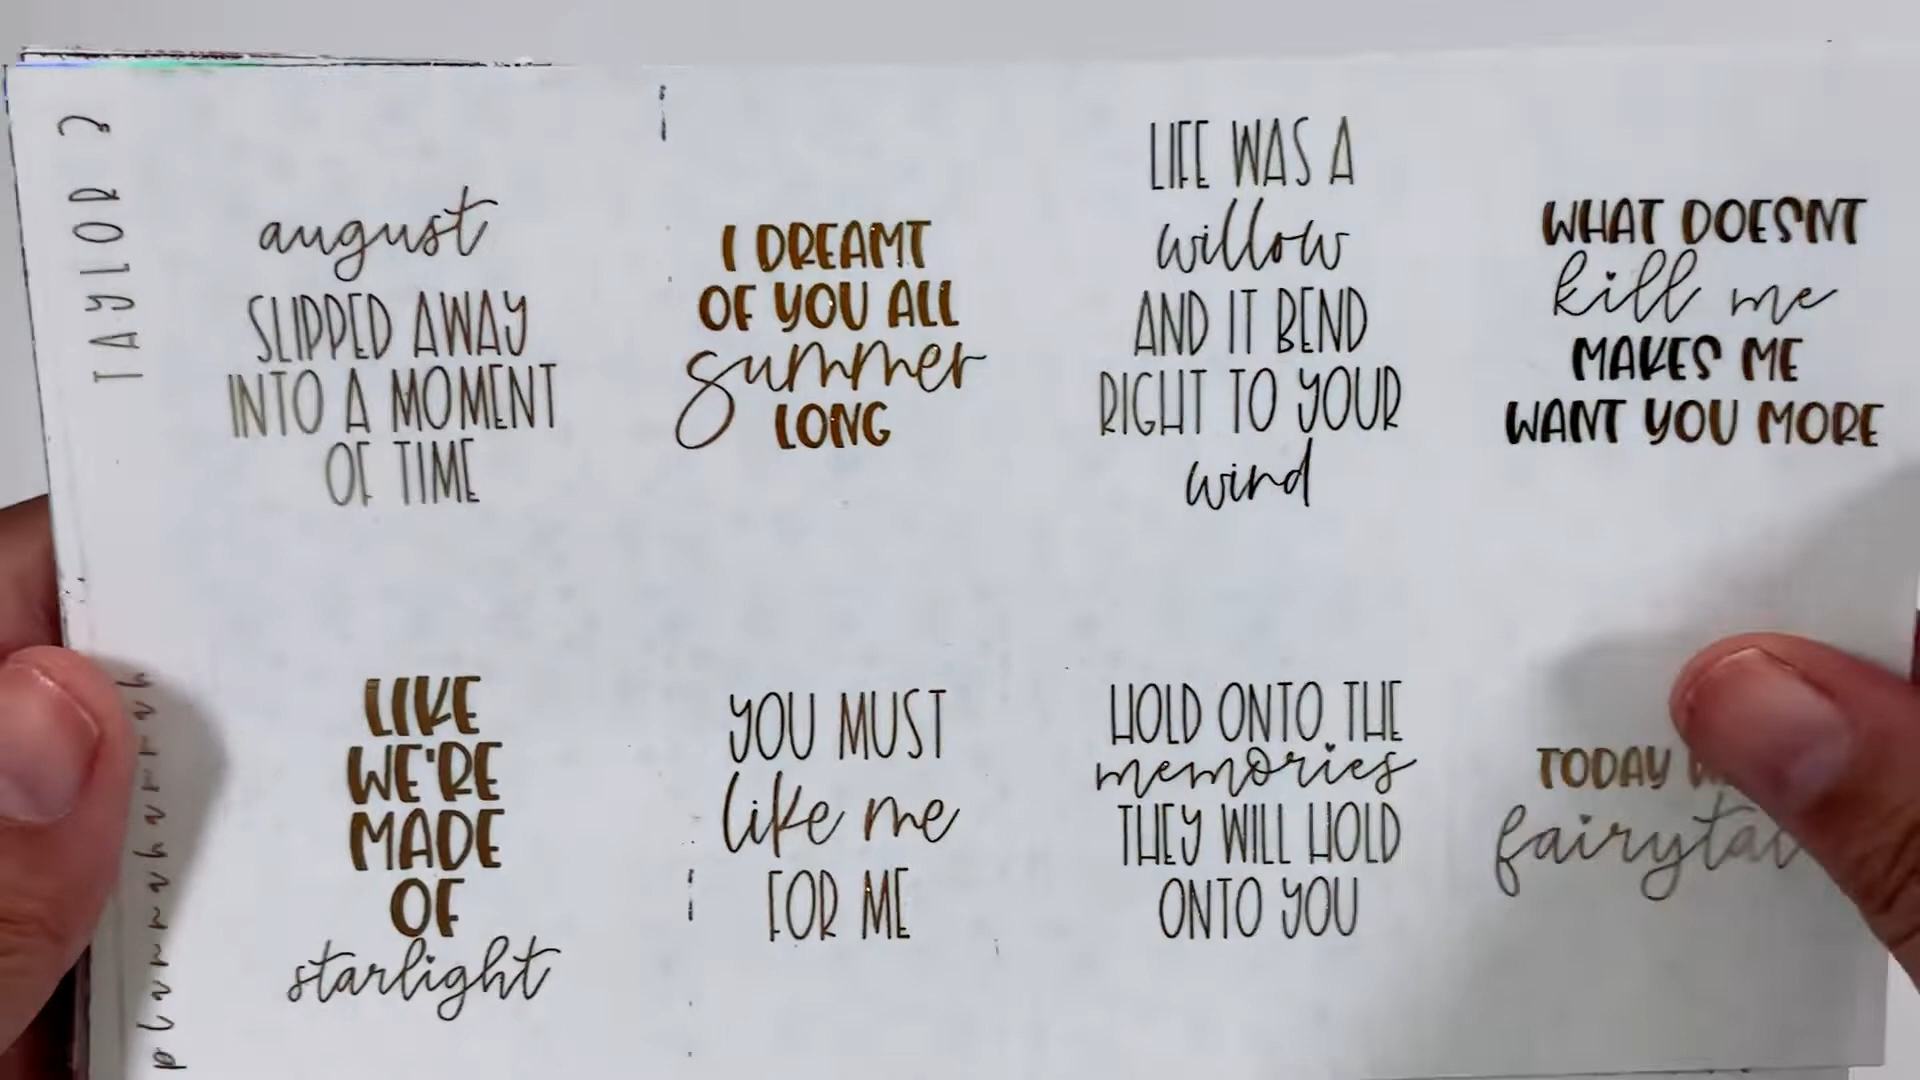 TAYLOR 2
august
SLIPPED AWAY
INTO A MOMENT
OF TIME
I DREAMT
OF YOU ALL
summer
LONG
LIFE WAS A
willow
AND IT BEND
RIGHT TO YOUR
wind
WHAT DOESNT
kill me
MAKES ME
WANT YOU MORE
LIKE
WE'RE
MADE
OF
starlight
YOU MUST
like me
FOR ME
HOLD ONTO THE
memories
THEY WILL HOLD
ONTO YOU
TODAY